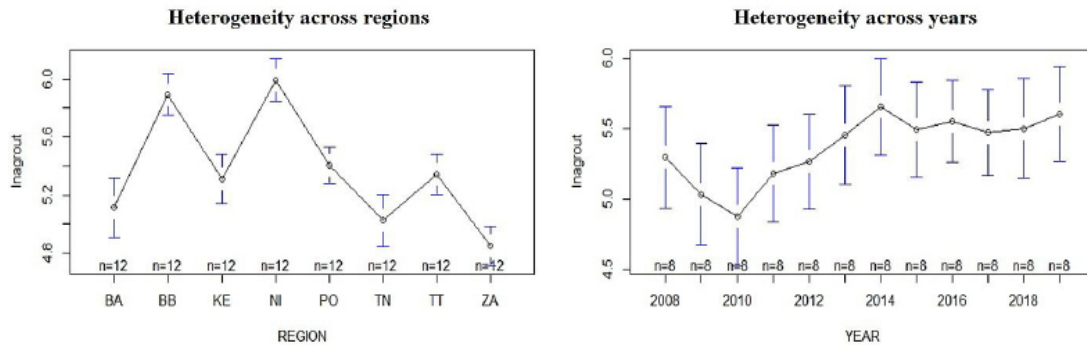 Heterogeneity across regions
lnagrout
6.0
5.6
5.2
4.8
n=12 n=12 n=12 n=12 n=12 n=12 n=12 n=12
BA BB KE NI PO TN TT ZA
REGION
Heterogeneity across years
lnagrout
6.0
5.5
5.0
4.5
n=8 n=8 n=8 n=8 n=8 n=8 n=8 n=8 n=8 n=8 n=8 n=8
2008 2010 2012 2014 2016 2018
YEAR